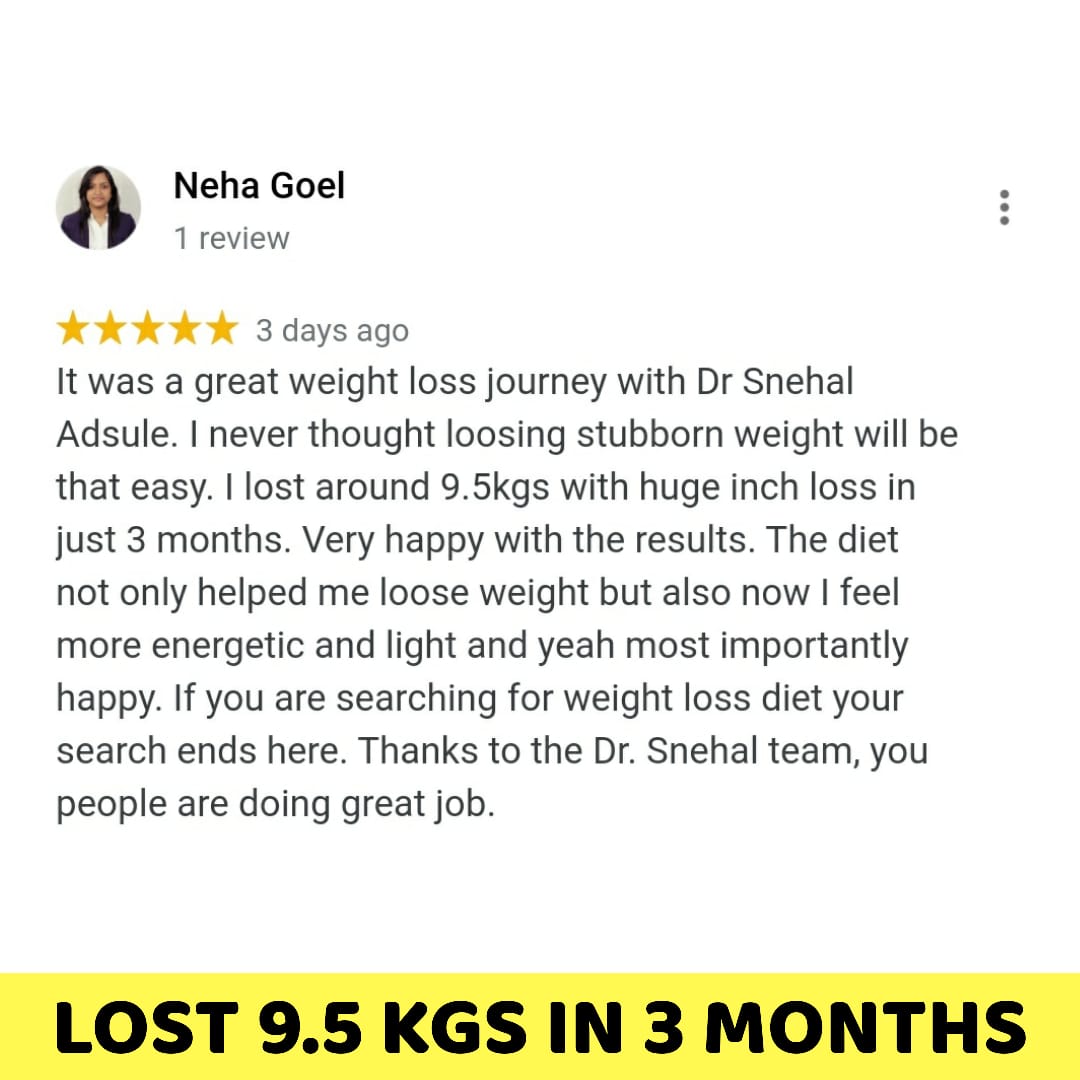 Neha Goel
1 review
3 days ago
It was a great weight loss journey with Dr Snehal
Adsule. I never thought loosing stubborn weight will be
that easy. I lost around 9.5kgs with huge inch loss in
just 3 months. Very happy with the results. The diet
not only helped me loose weight but also now I feel
more energetic and light and yeah most importantly
happy. If you are searching for weight loss diet your
search ends here. Thanks to the Dr. Snehal team, you
people are doing great job.
LOST 9.5 KGS IN 3 MONTHS